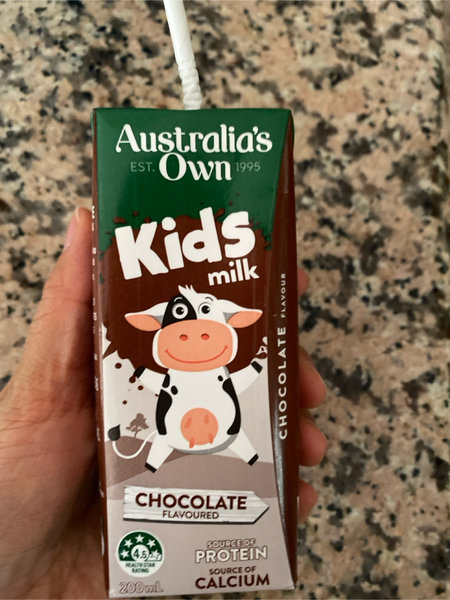 Australia's
EST. Own 1995
Kids
milk
CHOCOLATE FLAVOUR
CHOCOLATE
FLAVOURED
4.5
HEALTH STAR
RATING
SOURCE OF
PROTEIN
SOURCE OF
CALCIUM
200mL